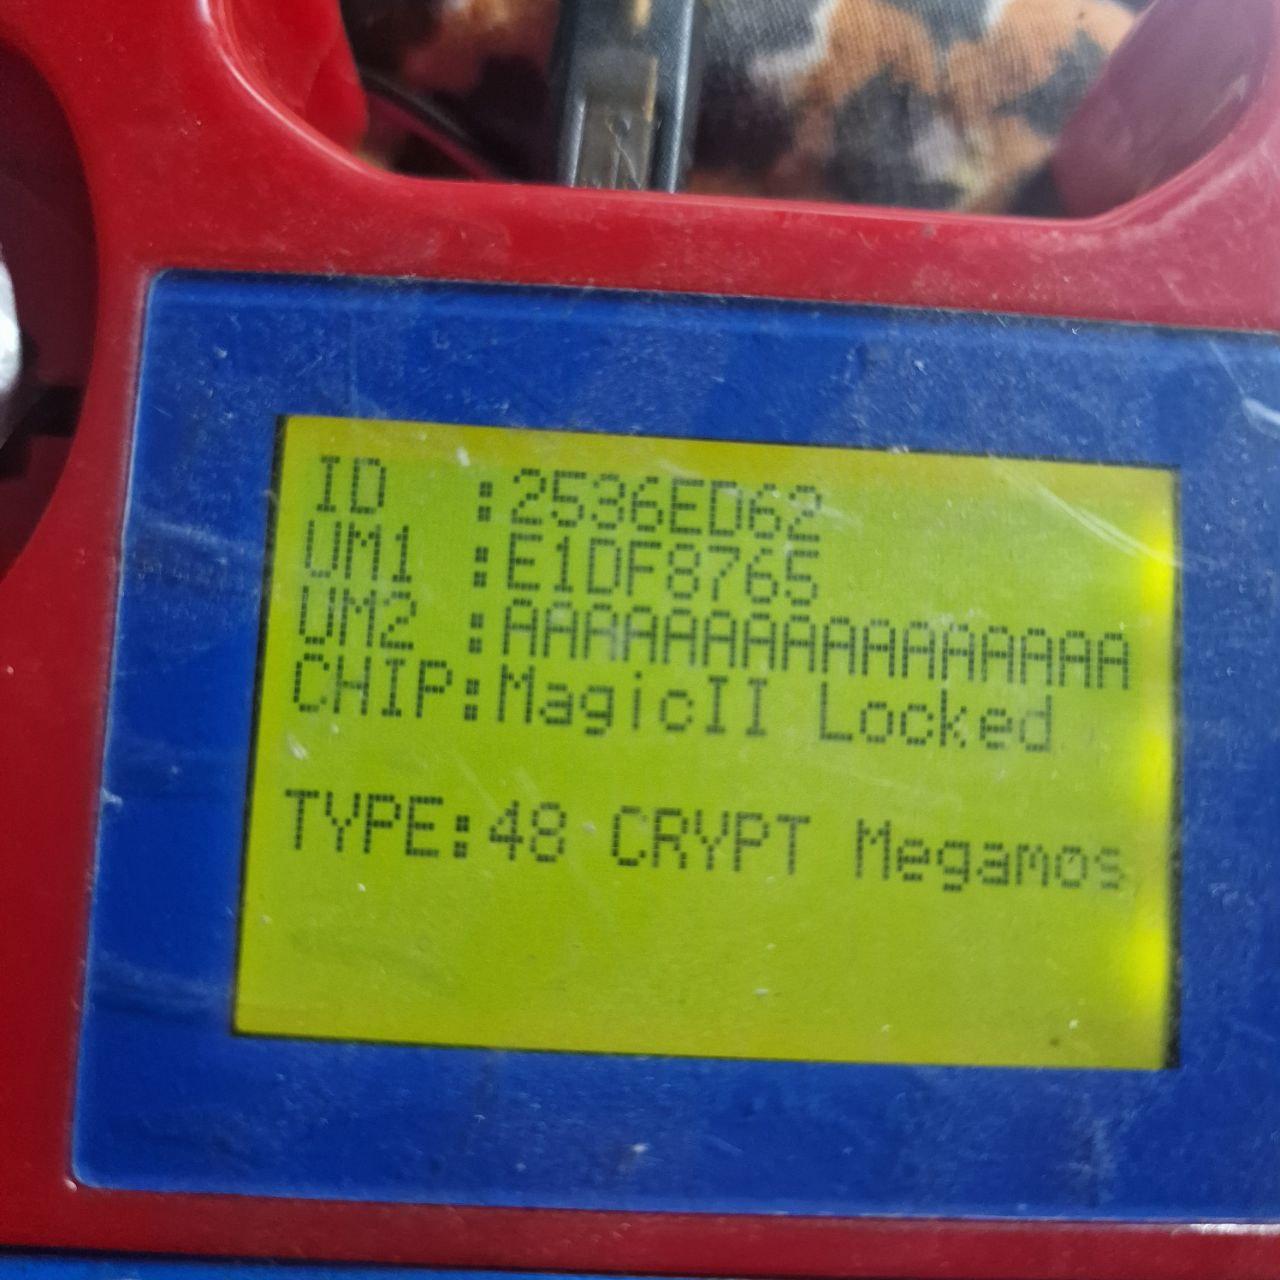 ID :2536ED62
UM1 :E1DF8765
UM2 :AAAAAAAAAAAAAAAA
CHIP:MagicII Locked
TYPE:48 CRYPT Megamos